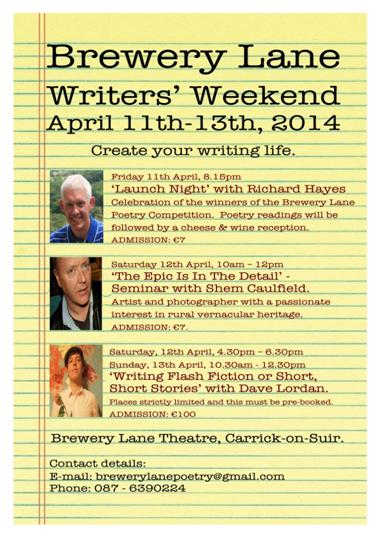 Brewery Lane
Writers' Weekend
April 11th-13th, 2014
Create your writing life.
Friday 11th April, 8.15pm
'Launch Night' with Richard Hayes
Celebration of the winners of the Brewery Lane
Poetry Competition. Poetry readings will be
followed by a cheese & wine reception.
ADMISSION: €7
Saturday 12th April, 10am – 12pm
'The Epic Is In The Detail' -
Seminar with Shem Caulfield.
Artist and photographer with a passionate
interest in rural vernacular heritage.
ADMISSION: €7.
Saturday, 12th April, 4.30pm – 6.30pm
Sunday, 13th April, 10.30am - 12.30pm
'Writing Flash Fiction or Short,
Short Stories' with Dave Lordan.
Places strictly limited and this must be pre-booked.
ADMISSION: €100
Brewery Lane Theatre, Carrick-on-Suir.
Contact details:
E-mail: brewerylanepoetry@gmail.com
Phone: 087 - 6390224